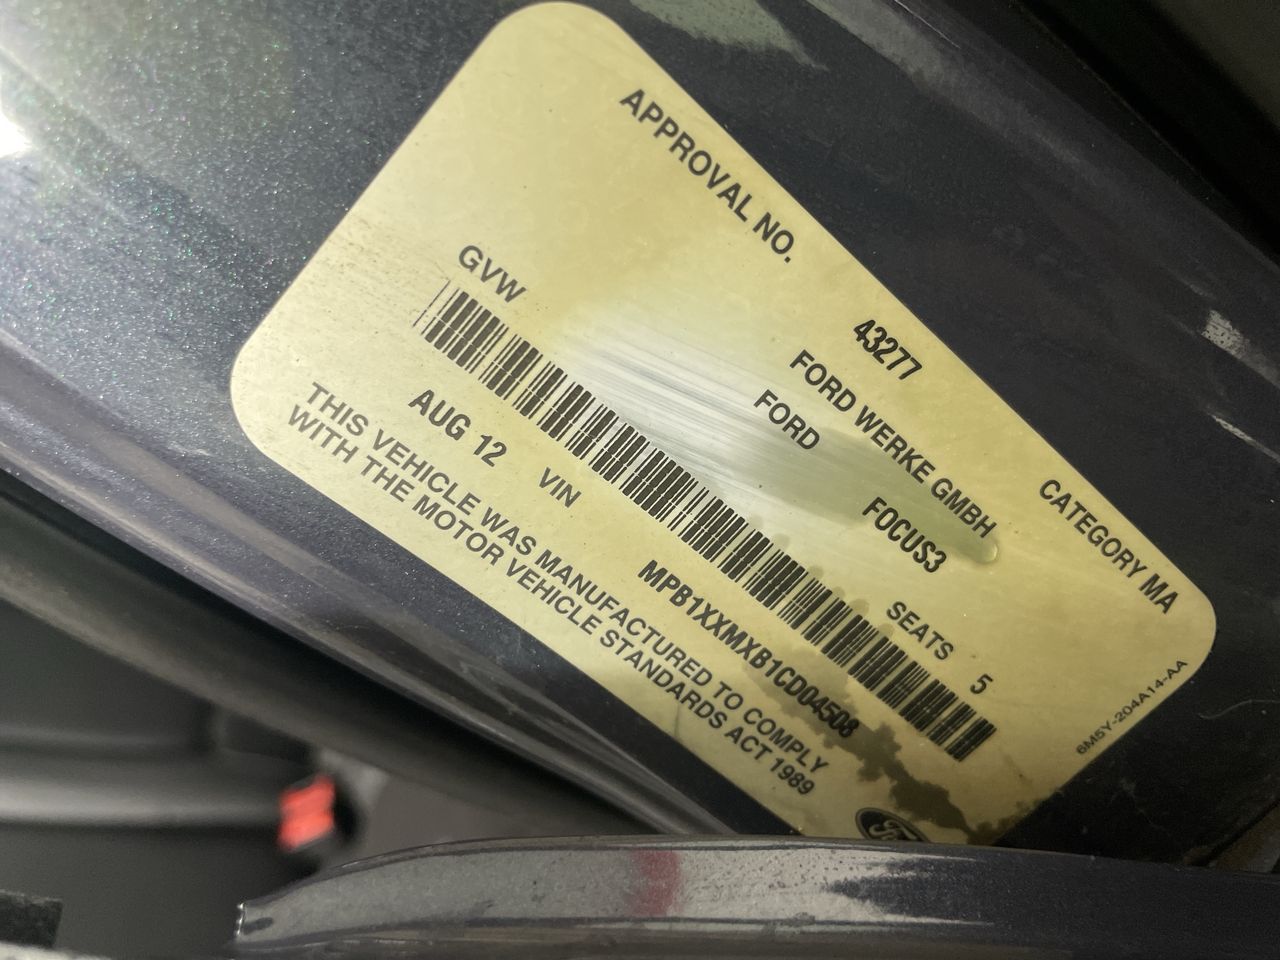 APPROVAL NO. 43277 CATEGORY MA
FORD WERKE GMBH
FORD FOCUS3
GVW SEATS 5
AUG 12 VIN MPB1XXMXB1CD04508
THIS VEHICLE WAS MANUFACTURED TO COMPLY
WITH THE MOTOR VEHICLE STANDARDS ACT 1989
6M5Y-204A14-AA